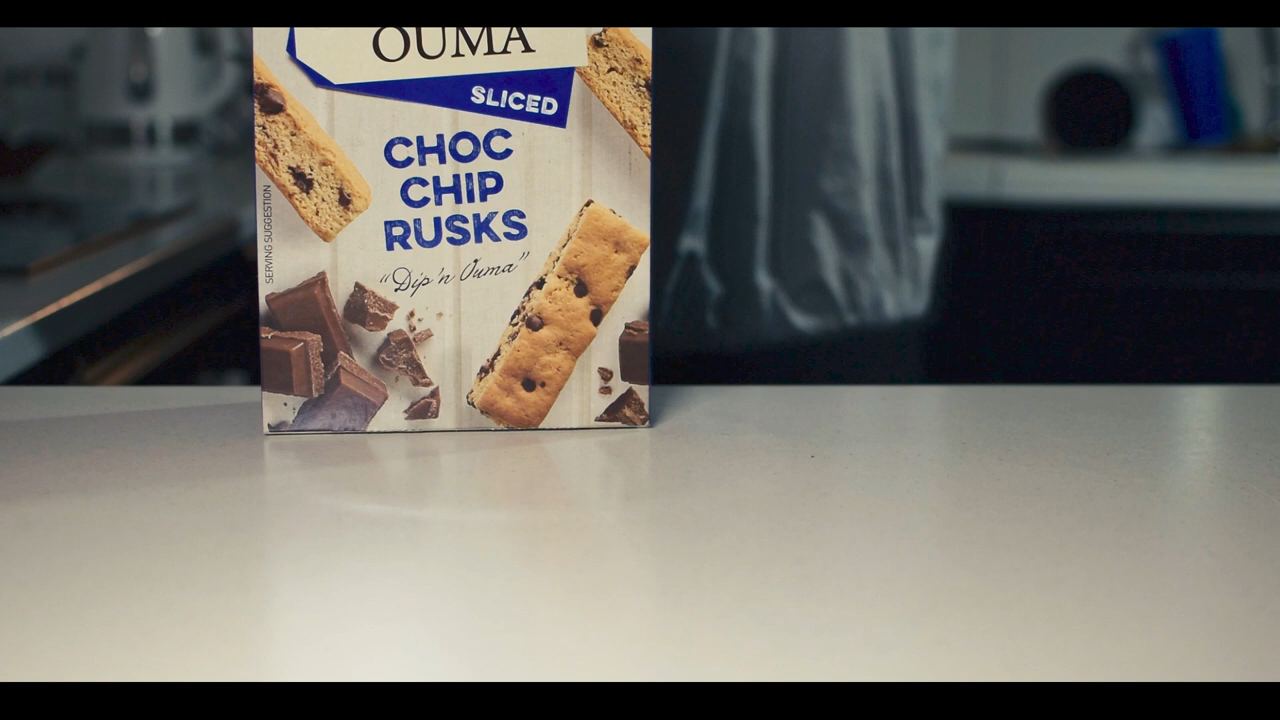 OUMA
SLICED
CHOC
CHIP
RUSKS
"Dip'n Ouma"
SERVING SUGGESTION